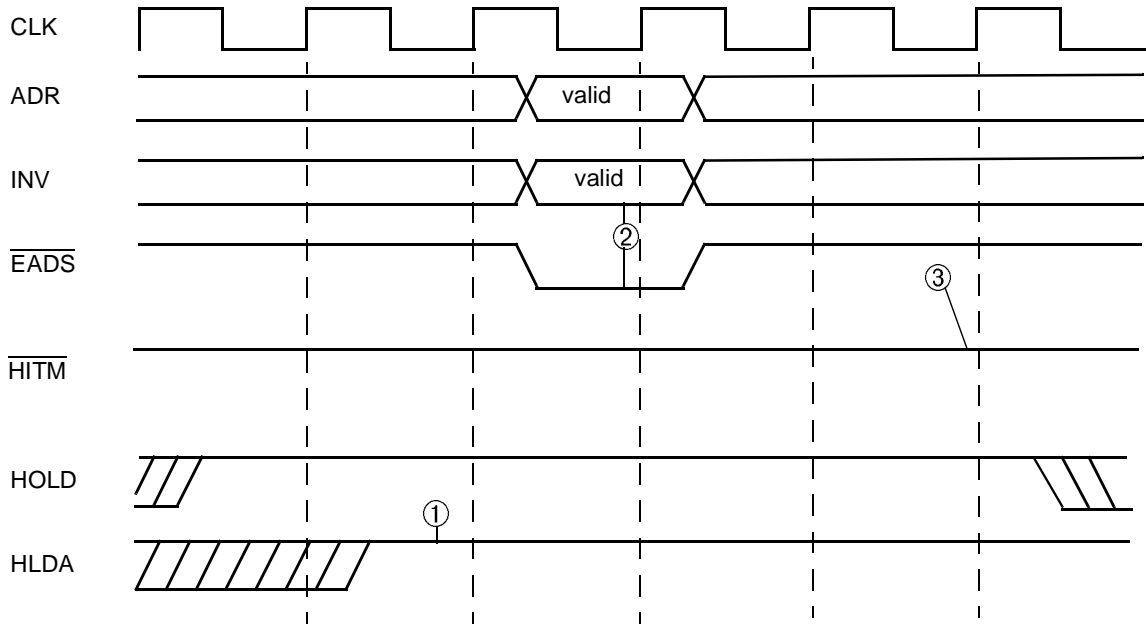 CLK
ADR
valid
INV
valid
②
EADS
③
HITM
HOLD
①
HLDA